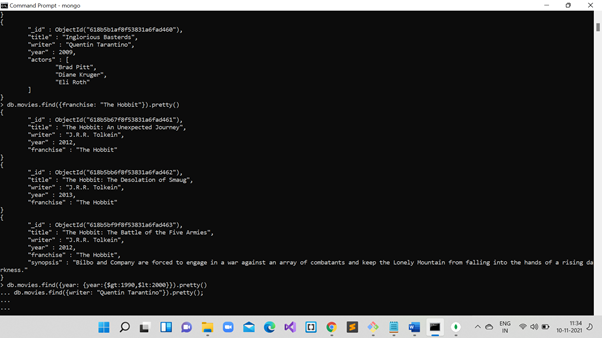 Command Prompt - mongo
}
{
"_id" : ObjectId("618b5b1af8f53831a6fad460"),
"title" : "Inglorious Basterds",
"writer" : "Quentin Tarantino",
"year" : 2009,
"actors" : [
"Brad Pitt",
"Diane Kruger",
"Eli Roth"
]
}
> db.movies.find({franchise: "The Hobbit"}).pretty()
{
"_id" : ObjectId("618b5b67f8f53831a6fad461"),
"title" : "The Hobbit: An Unexpected Journey",
"writer" : "J.R.R. Tolkein",
"year" : 2012,
"franchise" : "The Hobbit"
}
{
"_id" : ObjectId("618b5bb6f8f53831a6fad462"),
"title" : "The Hobbit: The Desolation of Smaug",
"writer" : "J.R.R. Tolkein",
"year" : 2013,
"franchise" : "The Hobbit"
}
{
"_id" : ObjectId("618b5bf9f8f53831a6fad463"),
"title" : "The Hobbit: The Battle of the Five Armies",
"writer" : "J.R.R. Tolkein",
"year" : 2012,
"franchise" : "The Hobbit",
"synopsis" : "Bilbo and Company are forced to engage in a war against an array of combatants and keep the Lonely Mountain from falling into the hands of a rising da
rkness."
}
> db.movies.find({year: {year:{$gt:1990,$lt:2000}}).pretty()
... db.movies.find({writer: "Quentin Tarantino"}).pretty();
...
...
ENG
IN
11:34
10-11-2021